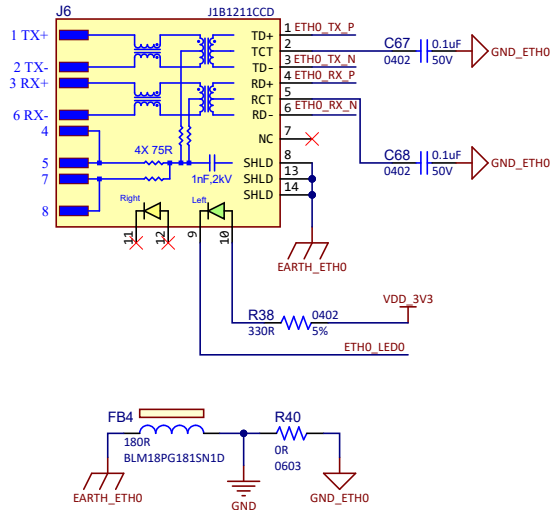 J6
J1B1211CCD
1 TX+
TD+
1
ETH0_TX_P
TCT
2
C67
0.1uF
GND_ETH0
0402
50V
2 TX-
TD-
3
ETH0_TX_N
3 RX+
RD+
4
ETH0_RX_P
RCT
5
6 RX-
RD-
6
ETH0_RX_N
4
NC
7
4X 75R
5
SHLD
8
C68
0.1uF
GND_ETH0
0402
50V
7
1nF,2kV
SHLD
13
SHLD
14
8
Right
Left
11
12
9
10
EARTH_ETH0
VDD_3V3
R38
0402
330R
5%
ETH0_LED0
FB4
R40
180R
0R
BLM18PG181SN1D
0603
EARTH_ETH0
GND
GND_ETH0